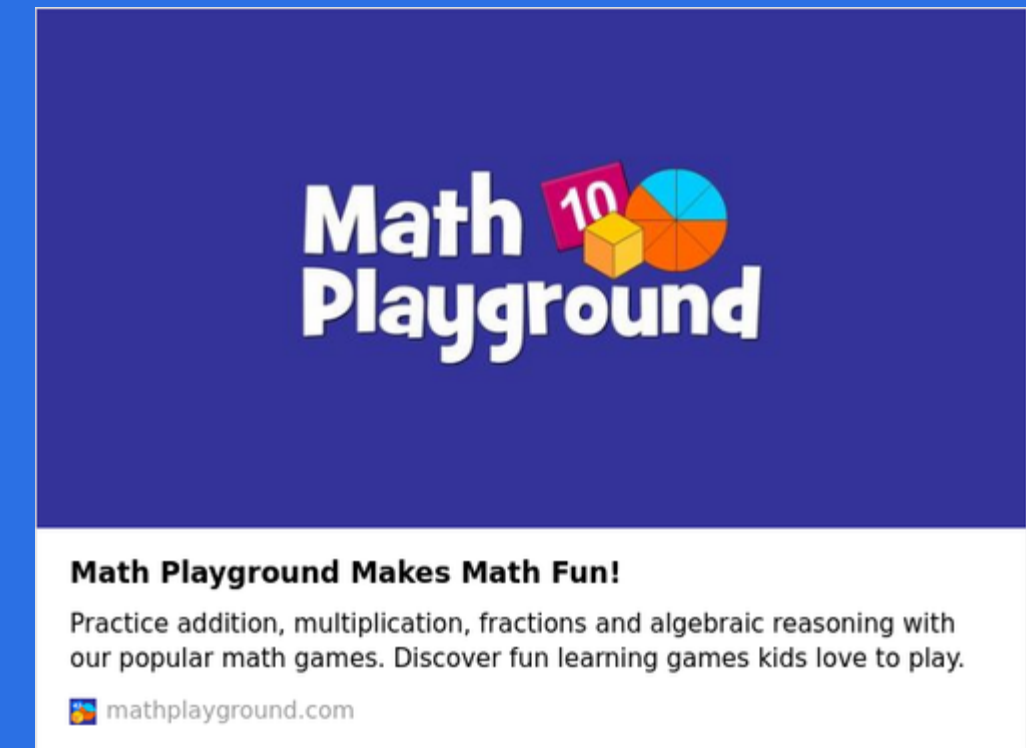 Math 10
Playground
Math Playground Makes Math Fun!
Practice addition, multiplication, fractions and algebraic reasoning with
our popular math games. Discover fun learning games kids love to play.
mathplayground.com